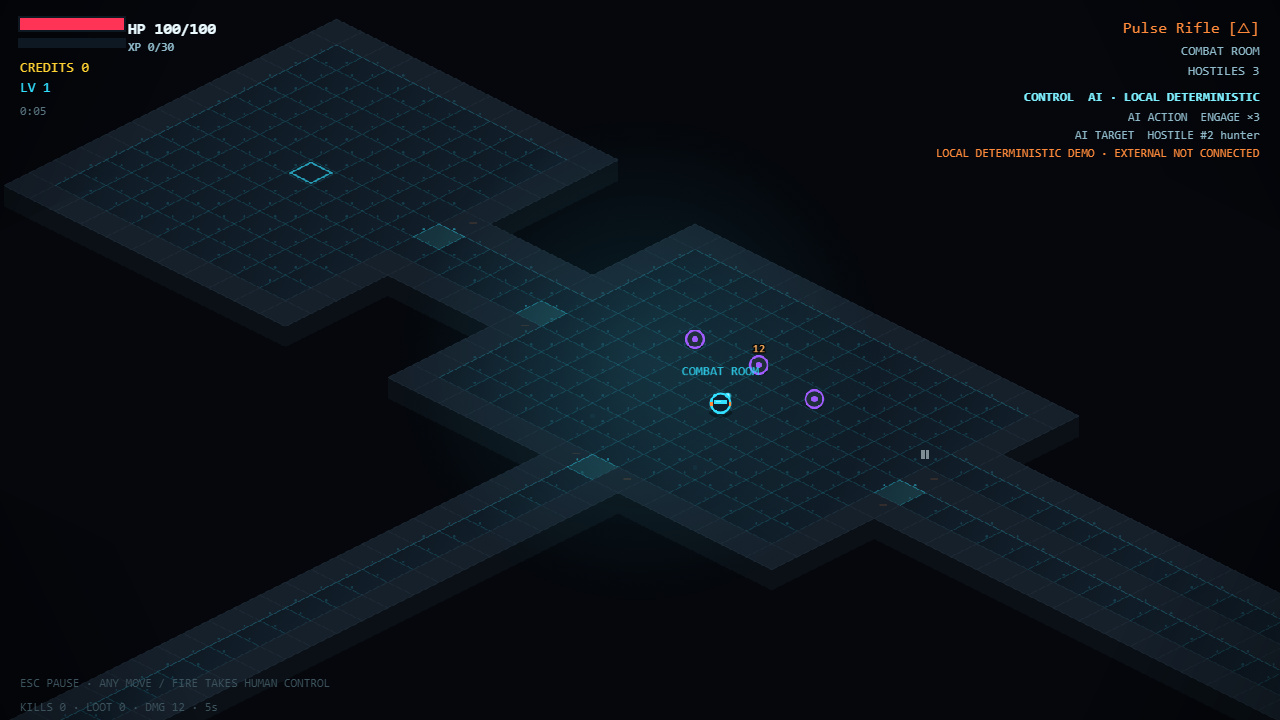 HP 100/100
XP 0/30
CREDITS 0
LV 1
0:05
Pulse Rifle [△]
COMBAT ROOM
HOSTILES 3
CONTROL AI · LOCAL DETERMINISTIC
AI ACTION ENGAGE ×3
AI TARGET HOSTILE #2 hunter
LOCAL DETERMINISTIC DEMO · EXTERNAL NOT CONNECTED
12
COMBAT ROOM
ESC PAUSE · ANY MOVE / FIRE TAKES HUMAN CONTROL
KILLS 0 · LOOT 0 · DMG 12 · 5s